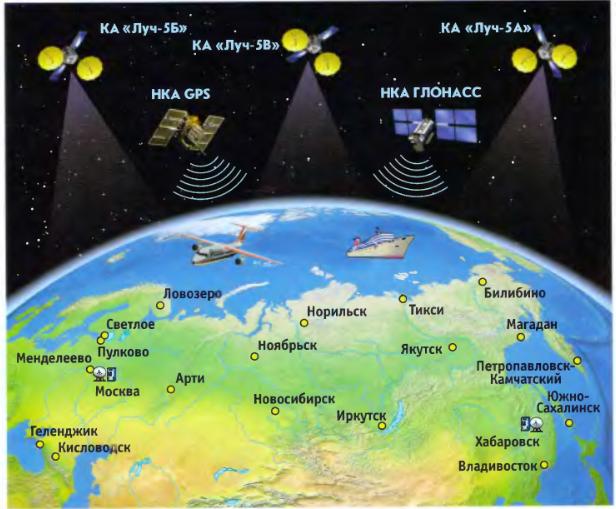 КА «Луч-5Б»
КА «Луч-5В»
КА «Луч-5А»
НКА GPS
НКА ГЛОНАСС
Ловозеро
Светлое
Пулково
Менделеево
Москва
Арти
Геленджик
Кисловодск
Норильск
Ноябрьск
Новосибирск
Иркутск
Тикси
Якутск
Билибино
Магадан
Петропавловск-
Камчатский
Южно-
Сахалинск
Хабаровск
Владивосток